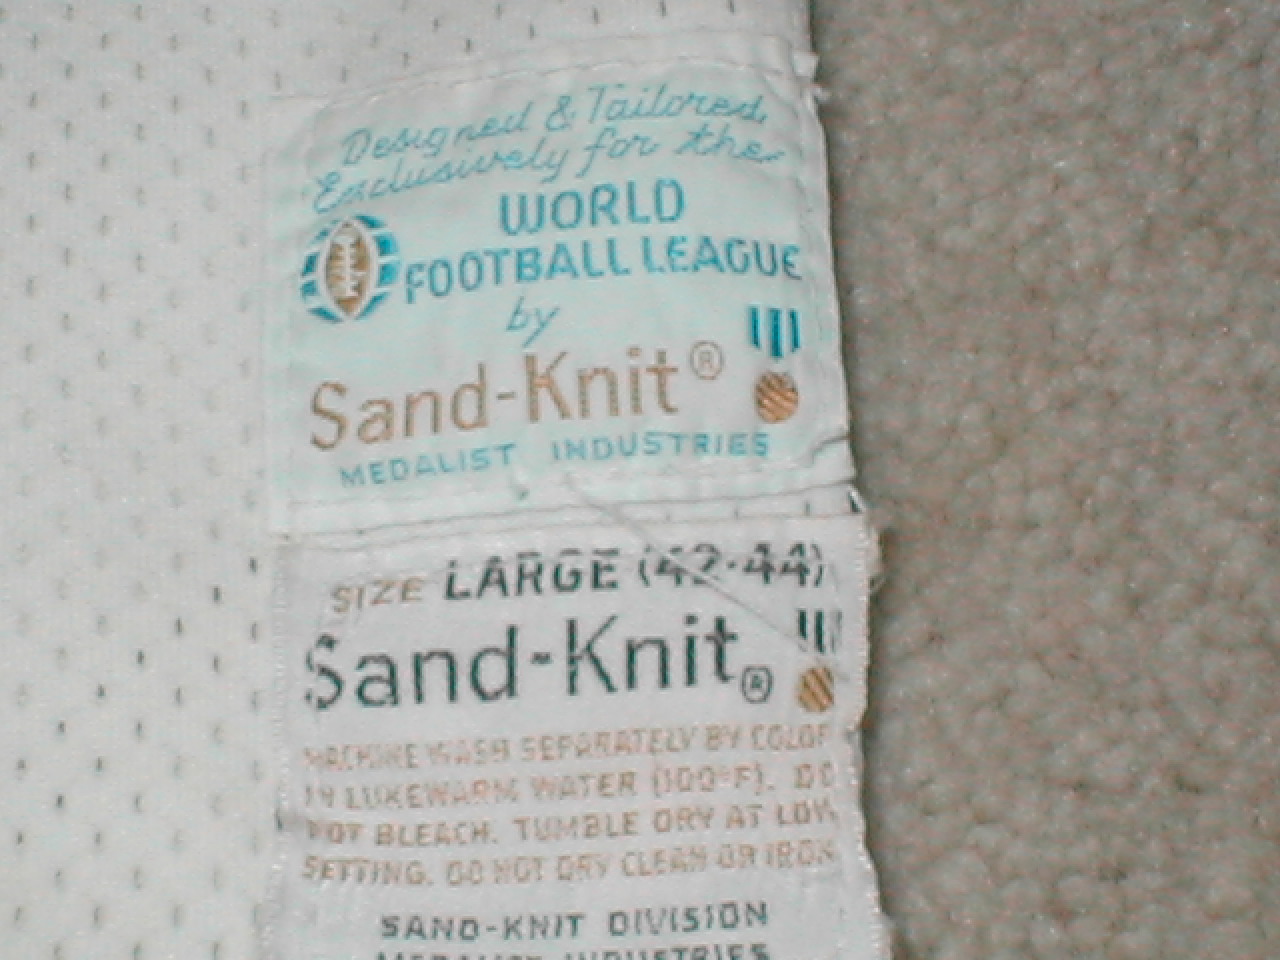 Designed & Tailored
Exclusively for the
WORLD
FOOTBALL LEAGUE
by
Sand-Knit®
MEDALIST INDUSTRIES
SIZE LARGE (42-44)
Sand-Knit®
MACHINE WASH SEPARATELY BY COLOR
IN LUKEWARM WATER (100°F). DO
NOT BLEACH. TUMBLE DRY AT LOW
SETTING. DO NOT DRY CLEAN OR IRON
SAND-KNIT DIVISION
MEDALIST INDUSTRIES